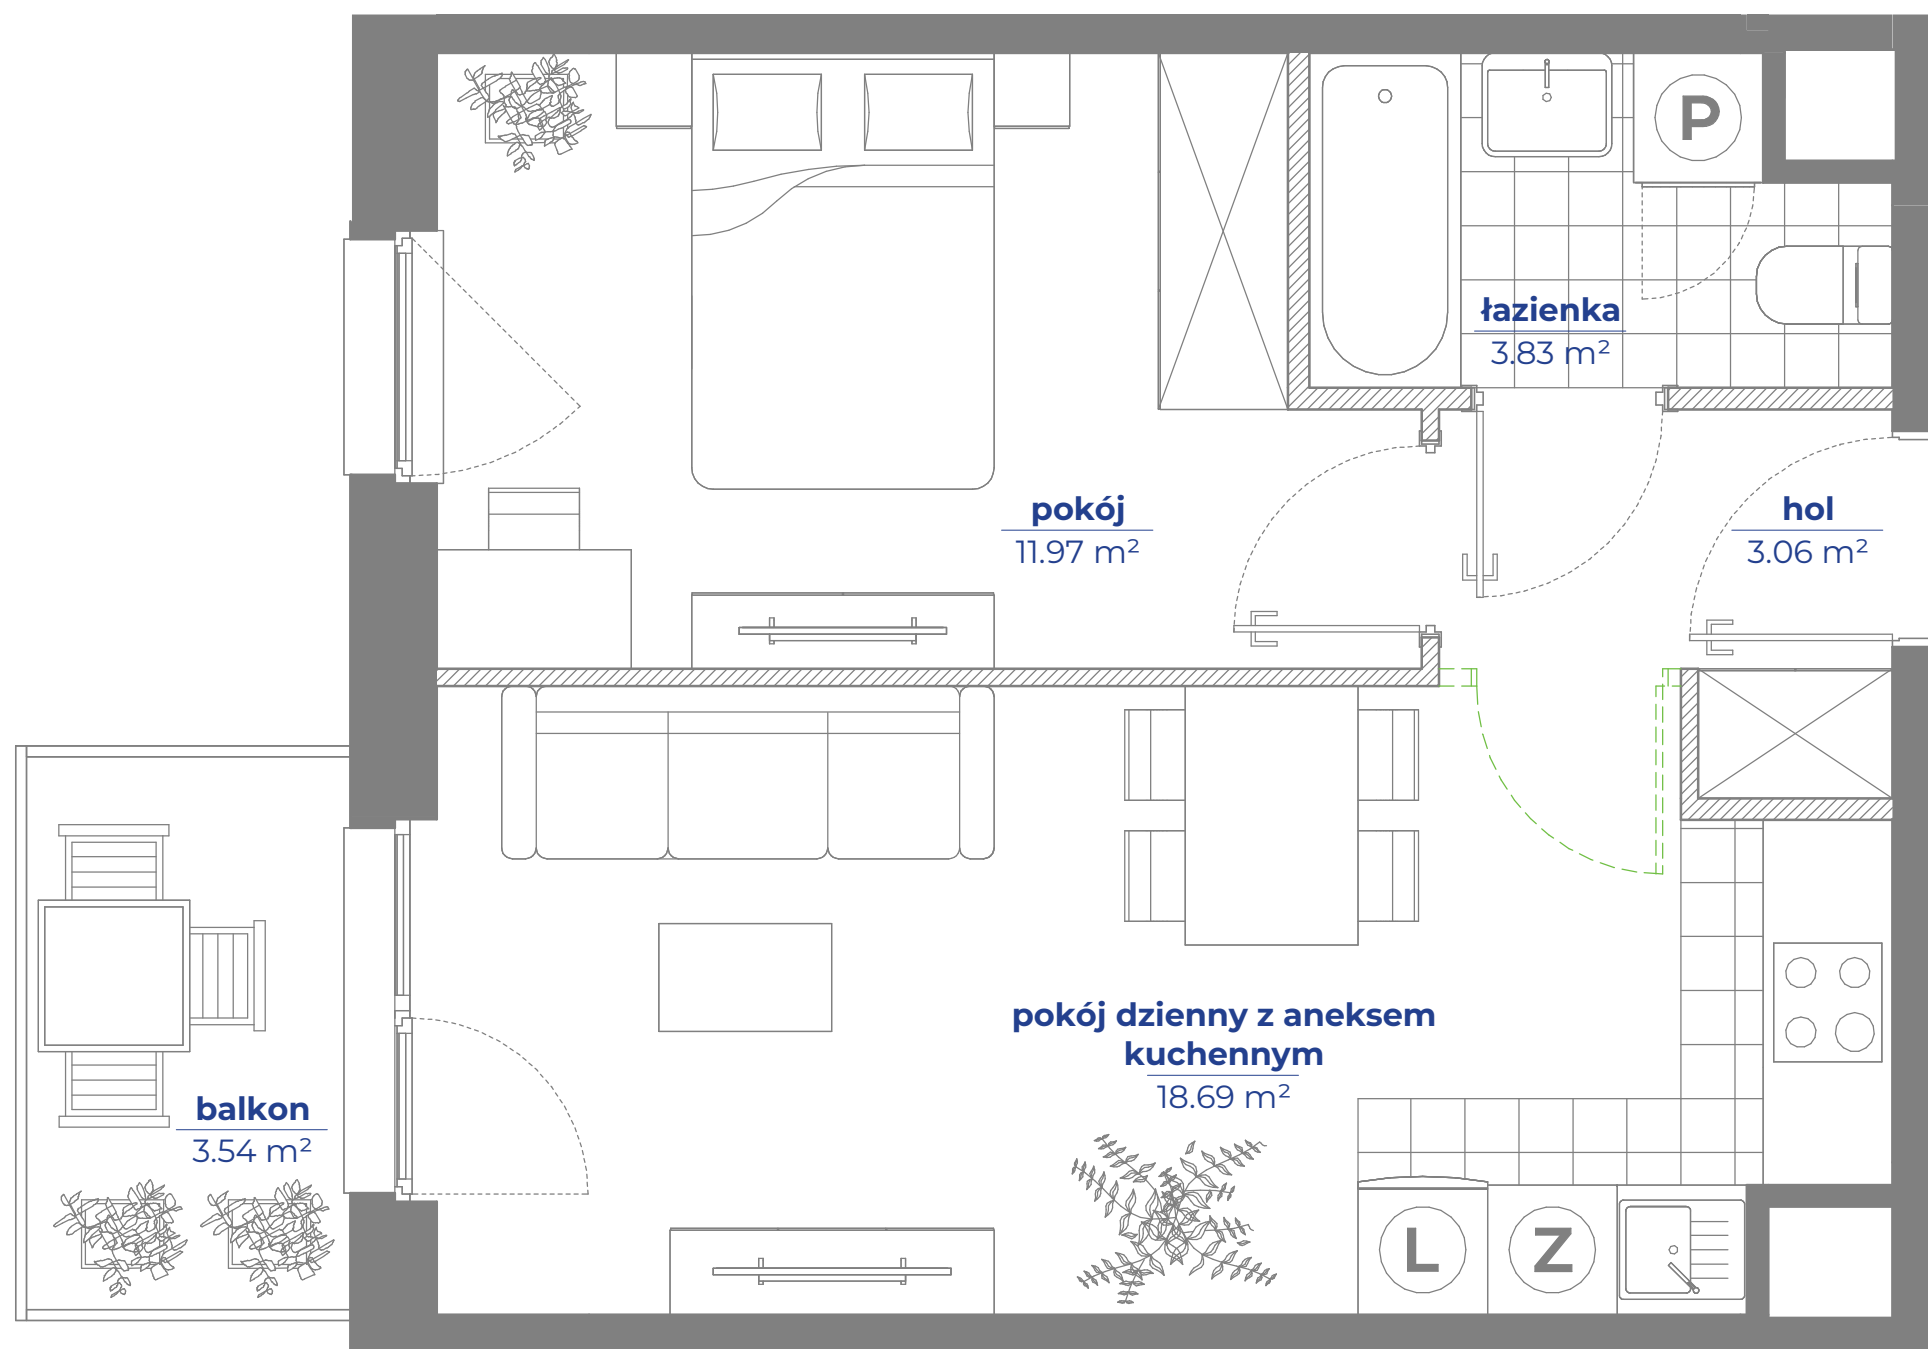 P
łazienka
3.83 m²
pokój
11.97 m²
hol
3.06 m²
pokój dzienny z aneksem
kuchennym
18.69 m²
balkon
3.54 m²
L
Z